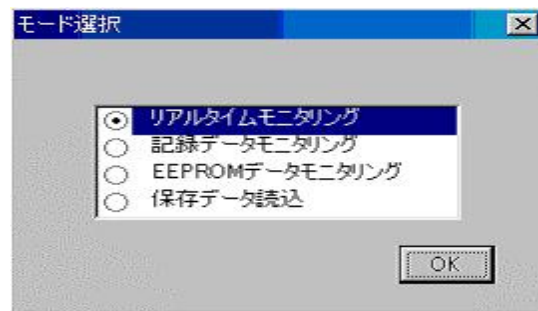 モード選択
リアルタイムモニタリング
記録データモニタリング
EEPROMデータモニタリング
保存データ読込
OK